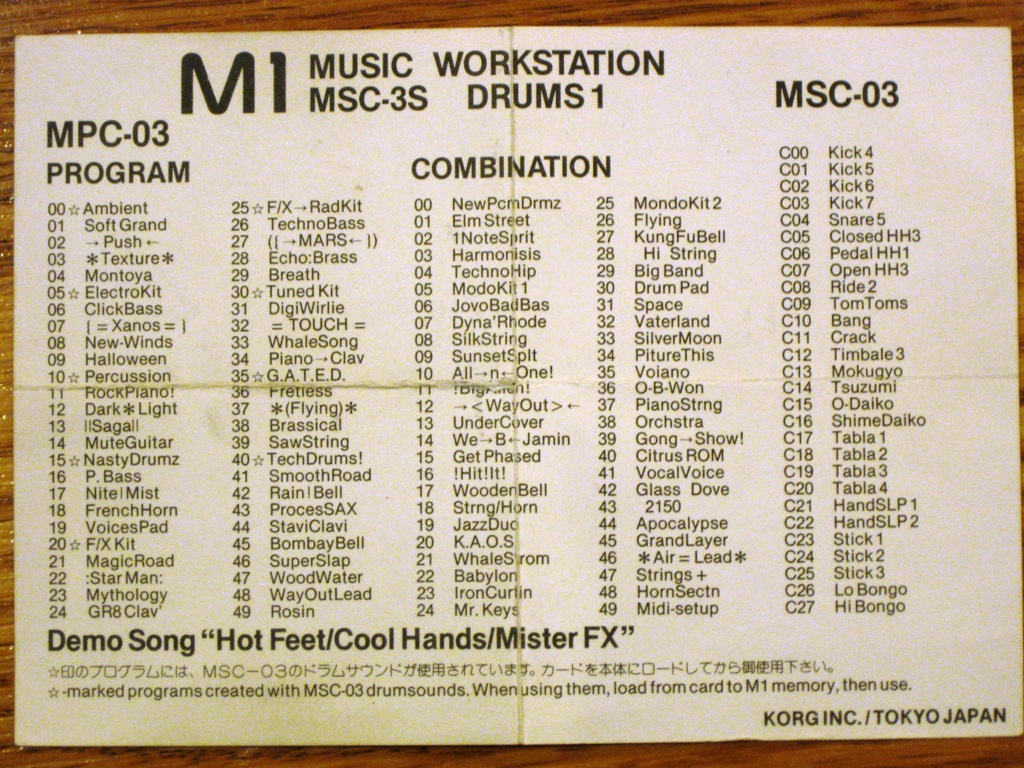 M1 MUSIC WORKSTATION
MSC-3S DRUMS 1
MPC-03
PROGRAM
00☆Ambient
01 Soft Grand
02 →Push←
03 *Texture*
04 Montoya
05☆ElectroKit
06 ClickBass
07 [=Xanos=]
08 New-Winds
09 Halloween
10☆Percussion
11 RockPiano!
12 Dark*Light
13 ||Saga||
14 MuteGuitar
15☆NastyDrumz
16 P. Bass
17 Nite|Mist
18 FrenchHorn
19 VoicesPad
20☆F/X Kit
21 MagicRoad
22 :Star Man:
23 Mythology
24 GR8 Clav'
25☆F/X→RadKit
26 TechnoBass
27 ([→MARS←])
28 Echo:Brass
29 Breath
30☆Tuned Kit
31 DigiWirlie
32 =TOUCH=
33 WhaleSong
34 Piano→Clav
35☆G.A.T.E.D.
36 Fretless
37 *(Flying)*
38 Brassical
39 SawString
40☆TechDrums!
41 SmoothRoad
42 Rain|Bell
43 ProcesSAX
44 StaviClavi
45 BombayBell
46 SuperSlap
47 WoodWater
48 WayOutLead
49 Rosin
COMBINATION
00 NewPcmDrmz
01 Elm Street
02 1NoteSprit
03 Harmonisis
04 TechnoHip
05 ModoKit 1
06 JovoBadBas
07 Dyna'Rhode
08 SilkString
09 SunsetSplt
10 All→n←One!
11
12 →<WayOut>←
13 UnderCover
14 We→B←Jamin
15 Get Phased
16 !Hit!It!
17 WoodenBell
18 Strng/Horn
19 JazzDuo
20 K.A.O.S.
21 WhaleStrom
22 Babylon
23 IronCurtin
24 Mr. Keys
25 MondoKit 2
26 Flying
27 KungFuBell
28 Hi String
29 Big Band
30 Drum Pad
31 Space
32 Vaterland
33 SilverMoon
34 PitureThis
35 Voiano
36 O-B-Won
37 PianoStrng
38 Orchstra
39 Gong→Show!
40 Citrus ROM
41 VocalVoice
42 Glass Dove
43 2150
44 Apocalypse
45 GrandLayer
46 *Air=Lead*
47 Strings+
48 HornSectn
49 Midi-setup
MSC-03
C00 Kick 4
C01 Kick 5
C02 Kick 6
C03 Kick 7
C04 Snare 5
C05 Closed HH3
C06 Pedal HH1
C07 Open HH3
C08 Ride 2
C09 TomToms
C10 Bang
C11 Crack
C12 Timbale 3
C13 Mokugyo
C14 Tsuzumi
C15 O-Daiko
C16 ShimeDaiko
C17 Tabla 1
C18 Tabla 2
C19 Tabla 3
C20 Tabla 4
C21 HandSLP 1
C22 HandSLP 2
C23 Stick 1
C24 Stick 2
C25 Stick 3
C26 Lo Bongo
C27 Hi Bongo
Demo Song “Hot Feet/Cool Hands/Mister FX”
☆印のプログラムには、MSC-03のドラムサウンドが使用されています。カードを本体にロードしてから御使用下さい。
☆-marked programs created with MSC-03 drumsounds. When using them, load from card to M1 memory, then use.
KORG INC. / TOKYO JAPAN